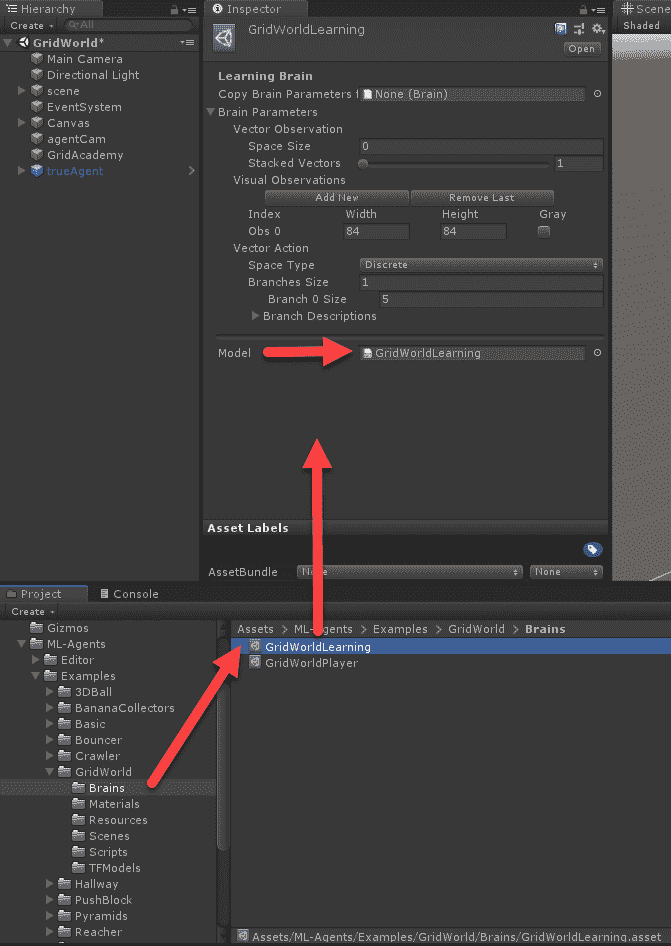 Hierarchy
Create
All
GridWorld*
Main Camera
Directional Light
scene
EventSystem
Canvas
agentCam
GridAcademy
trueAgent
Inspector
GridWorldLearning
Open
Learning Brain
Copy Brain Parameters f None (Brain)
Brain Parameters
Vector Observation
Space Size 0
Stacked Vectors 1
Visual Observations
Add New Remove Last
Index Width Height Gray
Obs 0 84 84
Vector Action
Space Type Discrete
Branches Size 1
Branch 0 Size 5
Branch Descriptions
Model GridWorldLearning
Asset Labels
AssetBundle None None
Scene
Shaded
Project Console
Create
Gizmos
ML-Agents
Editor
Examples
3DBall
BananaCollectors
Basic
Bouncer
Crawler
GridWorld
Brains
Materials
Resources
Scenes
Scripts
TFModels
Hallway
PushBlock
Pyramids
Reacher
Assets > ML-Agents > Examples > GridWorld > Brains
GridWorldLearning
GridWorldPlayer
Assets/ML-Agents/Examples/GridWorld/Brains/GridWorldLearning.asset